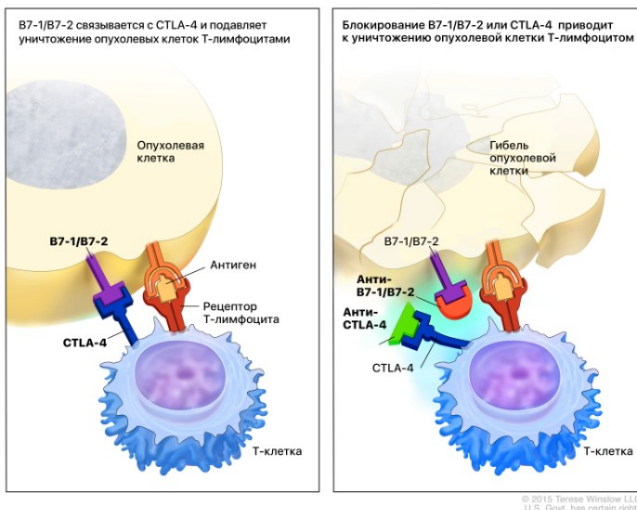 B7-1/B7-2 связывается с CTLA-4 и подавляет
уничтожение опухолевых клеток Т-лимфоцитами
Опухолевая
клетка
B7-1/B7-2
Антиген
Рецептор
Т-лимфоцита
CTLA-4
Т-клетка
Блокирование B7-1/B7-2 или CTLA-4 приводит
к уничтожению опухолевой клетки Т-лимфоцитом
Гибель
опухолевой
клетки
B7-1/B7-2
Анти-
B7-1/B7-2
Анти-
CTLA-4
CTLA-4
Т-клетка
© 2015 Terese Winslow LLC
U.S. Govt. has certain rights